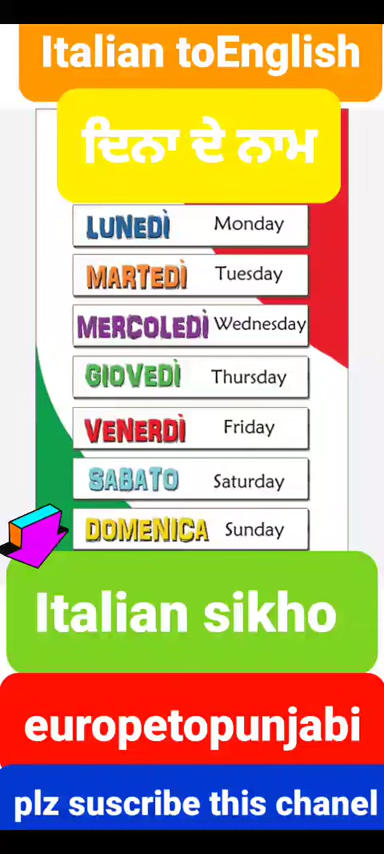 Italian toEnglish
ਦਿਨਾ ਦੇ ਨਾਮ
LUNEDÌ Monday
MARTEDÌ Tuesday
MERCOLEDÌ Wednesday
GIOVEDÌ Thursday
VENERDÌ Friday
SABATO Saturday
DOMENICA Sunday
Italian sikho
europetopunjabi
plz suscribe this chanel